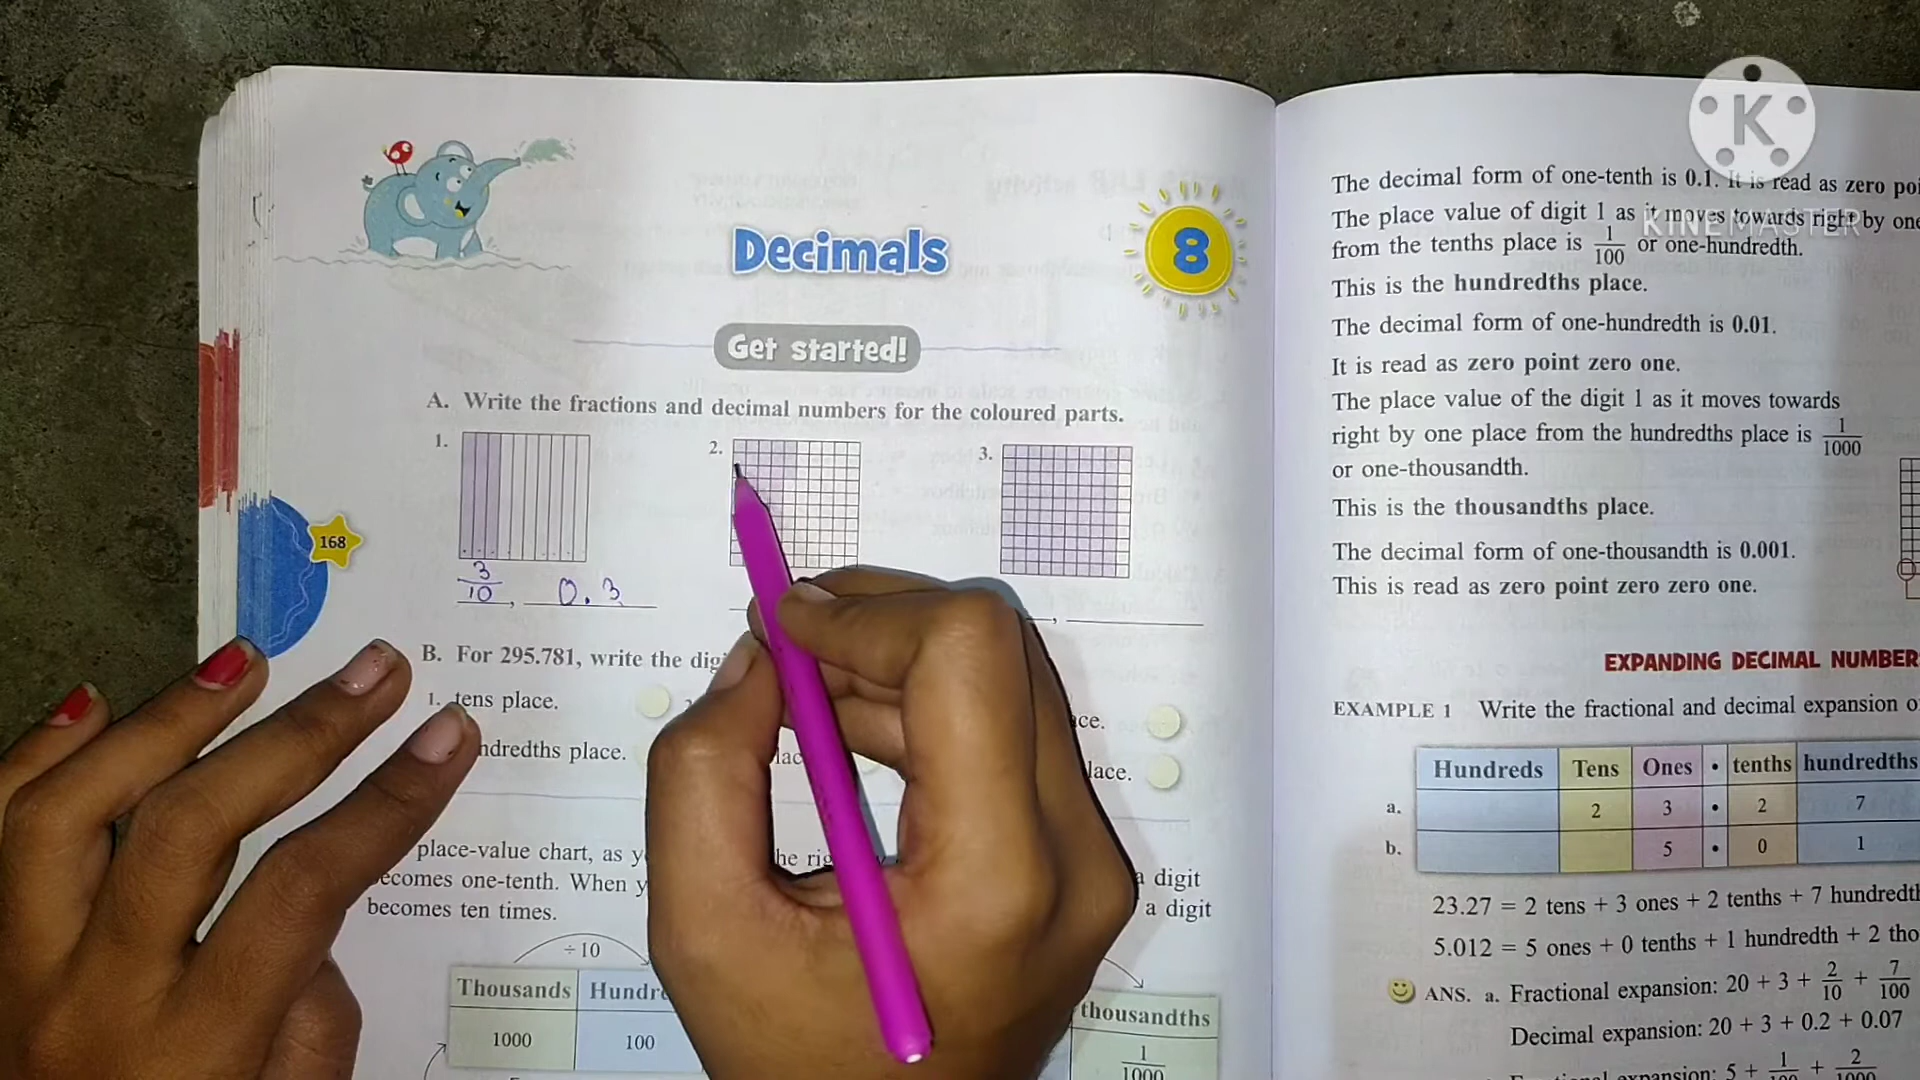 Decimals
8
Get started!
A. Write the fractions and decimal numbers for the coloured parts.
1.
2.
3.
3/10, 0.3
,
B. For 295.781, write the
1. tens place.
ndredths place.
place-value chart, as
becomes one-tenth. When
becomes ten times.
a digit
a digit
÷ 10
Thousands
1000 100
thousandths
1/1000
168
K
KINEMASTER
The decimal form of one-tenth is 0.1. It is read as zero
The place value of digit 1 as it moves towards right by
from the tenths place is 1/100 or one-hundredth.
This is the hundredths place.
The decimal form of one-hundredth is 0.01.
It is read as zero point zero one.
The place value of the digit 1 as it moves towards
right by one place from the hundredths place is 1/1000
or one-thousandth.
This is the thousandths place.
The decimal form of one-thousandth is 0.001.
This is read as zero point zero zero one.
EXPANDING DECIMAL NUMBER
EXAMPLE 1 Write the fractional and decimal expansion
Hundreds Tens Ones • tenths hundredths
a. 2 3 • 2 7
b. 5 • 0 1
23.27 = 2 tens + 3 ones + 2 tenths + 7 hundredth
5.012 = 5 ones + 0 tenths + 1 hundredth + 2
ANS. a. Fractional expansion: 20 + 3 + 2/10 + 7/100
Decimal expansion: 20 + 3 + 0.2 + 0.07